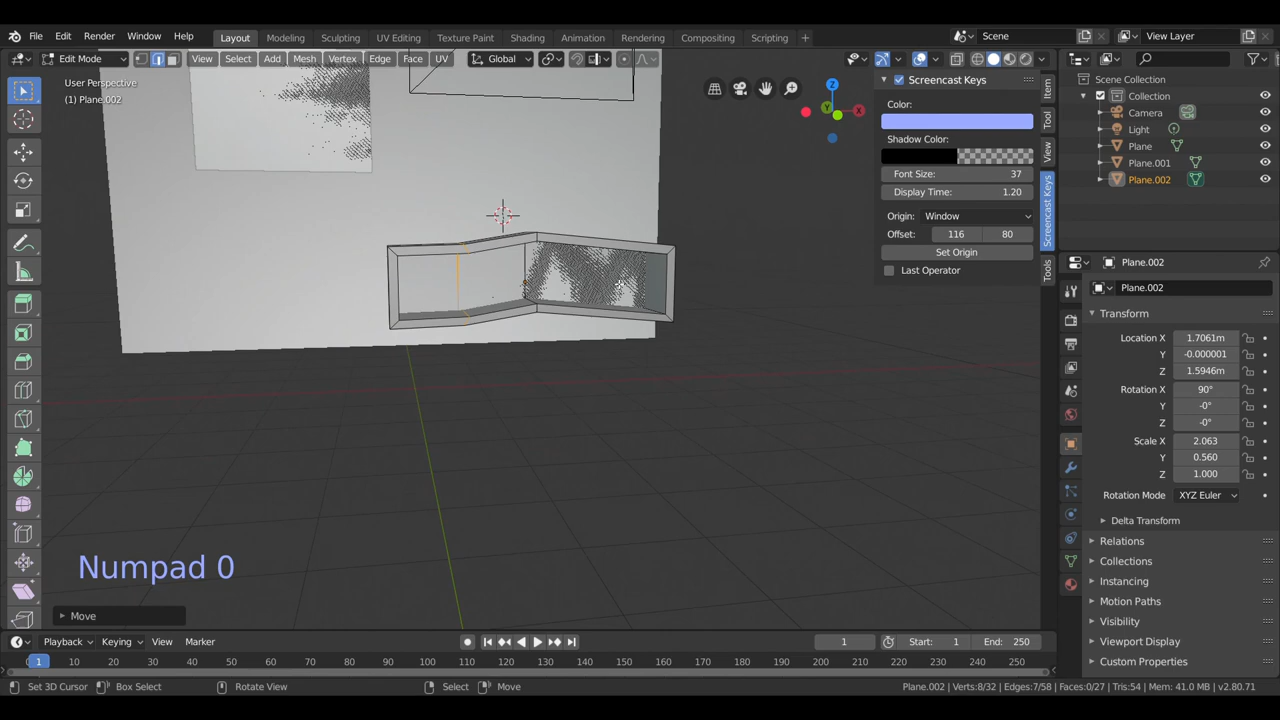 File Edit Render Window Help Layout Modeling Sculpting UV Editing Texture Paint Shading Animation Rendering Compositing Scripting + Scene View Layer
Edit Mode View Select Add Mesh Vertex Edge Face UV Global
User Perspective
(1) Plane.002
Z
X
Y
Screencast Keys
Color:
Shadow Color:
Font Size: 37
Display Time: 1.20
Origin: Window
Offset: 116 80
Set Origin
Last Operator
Item
Tool
View
Screencast Keys
Tools
Scene Collection
Collection
Camera
Light
Plane
Plane.001
Plane.002
Plane.002
Plane.002
Transform
Location X 1.7061m
Y -0.000001
Z 1.5946m
Rotation X 90°
Y -0°
Z -0°
Scale X 2.063
Y 0.560
Z 1.000
Rotation Mode XYZ Euler
Delta Transform
Relations
Collections
Instancing
Motion Paths
Visibility
Viewport Display
Custom Properties
Numpad 0
Move
Playback Keying View Marker 1 Start: 1 End: 250
1 10 20 30 40 50 60 70 80 90 100 110 120 130 140 150 160 170 180 190 200 210 220 230 240 250
Set 3D Cursor Box Select Rotate View Select Move Plane.002 | Verts:8/32 | Edges:7/58 | Faces:0/27 | Tris:54 | Mem: 41.0 MB | v2.80.71